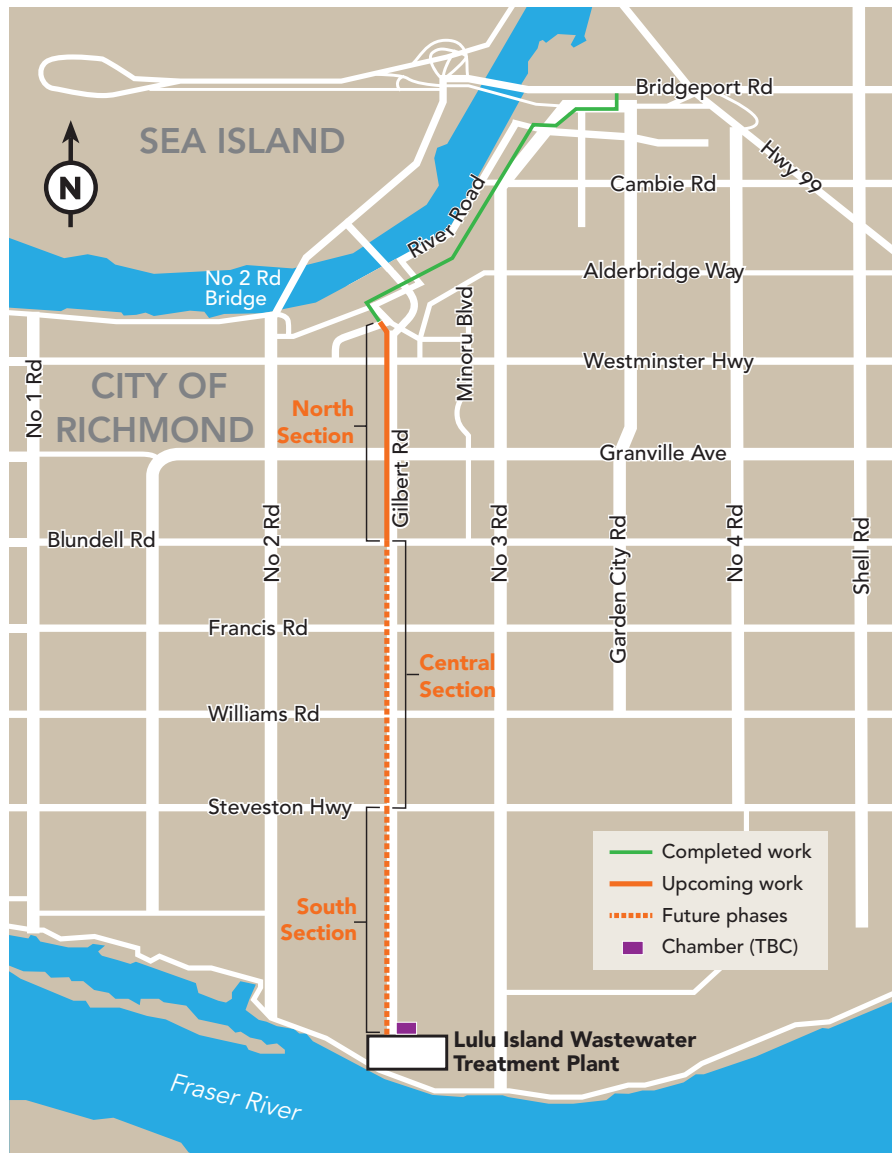 Bridgeport Rd
SEA ISLAND
N
Hwy 99
Cambie Rd
River Road
No 2 Rd
Bridge
Alderbridge Way
Minoru Blvd
Westminster Hwy
No 1 Rd
CITY OF
RICHMOND
North
Section
Granville Ave
Gilbert Rd
Blundell Rd
No 2 Rd
No 3 Rd
Garden City Rd
No 4 Rd
Shell Rd
Francis Rd
Central
Section
Williams Rd
Steveston Hwy
Completed work
Upcoming work
Future phases
Chamber (TBC)
South
Section
Lulu Island Wastewater
Treatment Plant
Fraser River